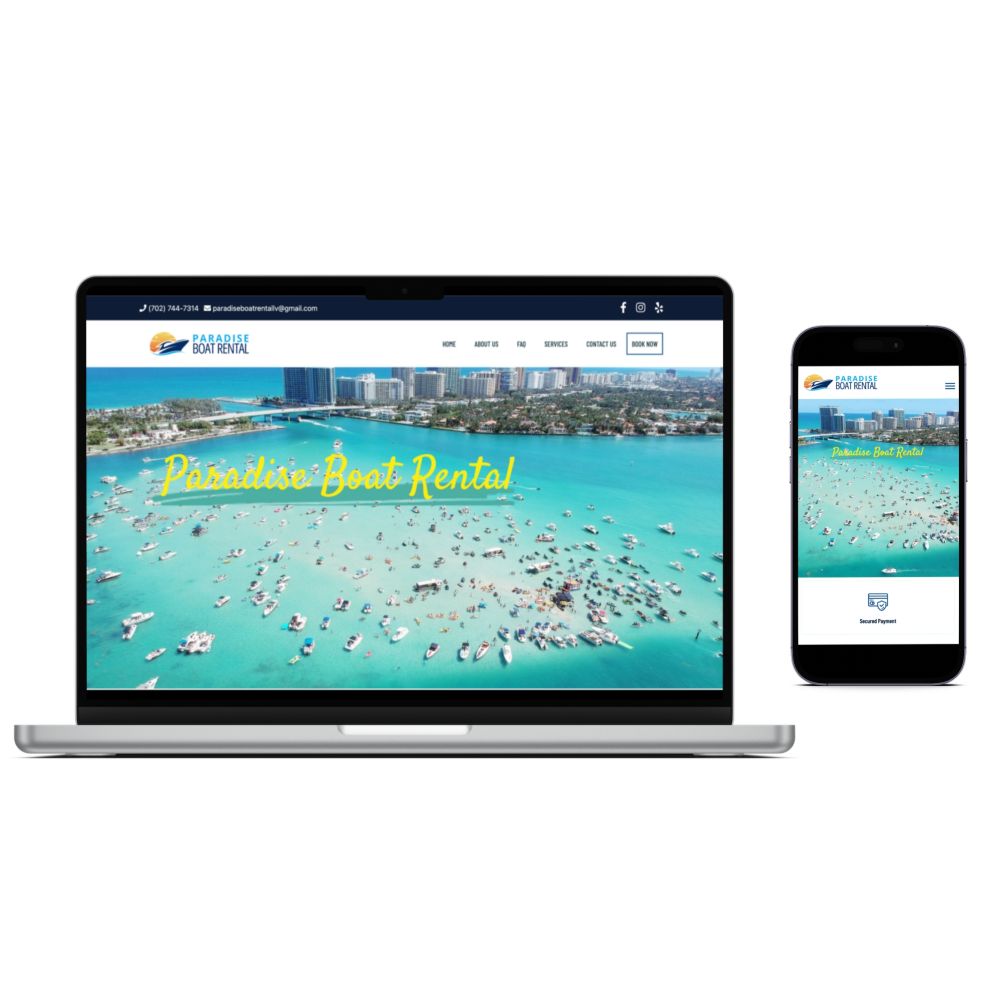 (702) 744-7314 paradiseboatrentallv@gmail.com
PARADISE
BOAT RENTAL
HOME ABOUT US FAQ SERVICES CONTACT US BOOK NOW
Paradise Boat Rental
PARADISE
BOAT RENTAL
Paradise Boat Rental
Secured Payment